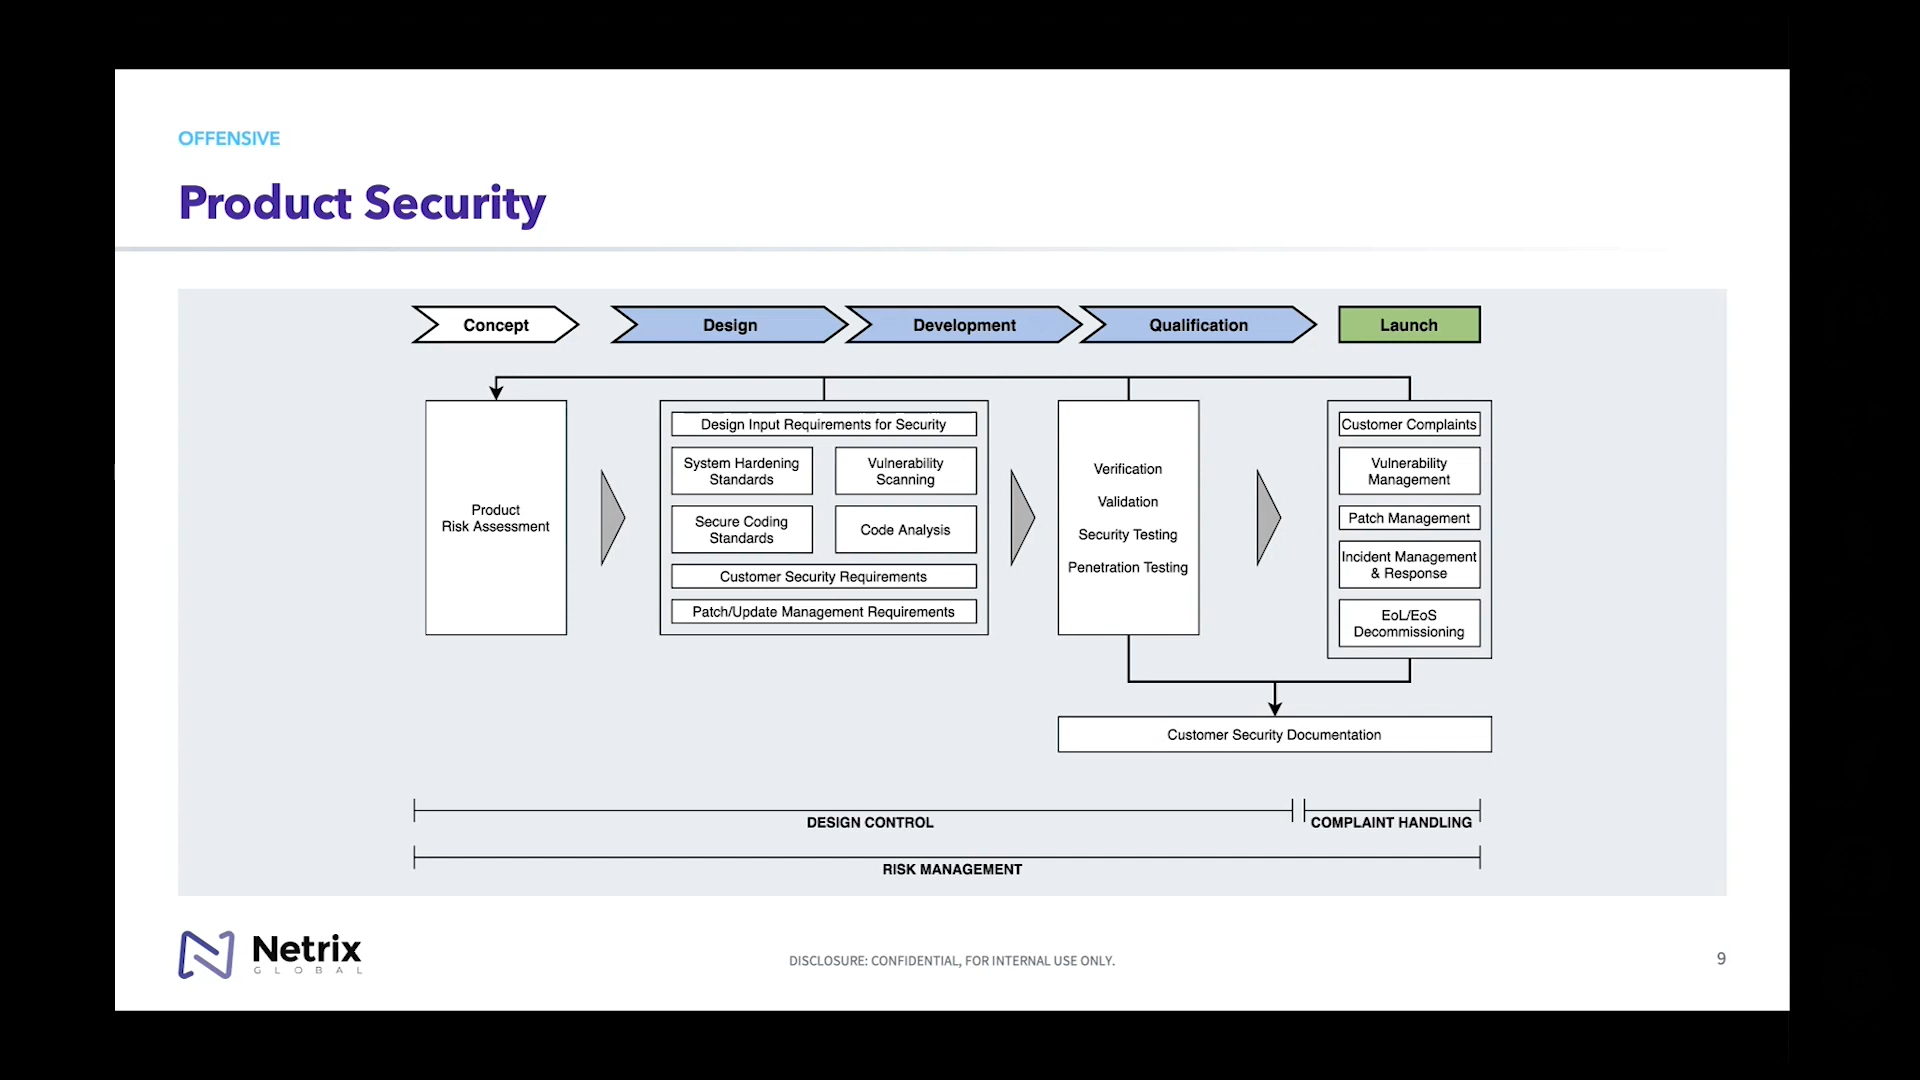 OFFENSIVE
Product Security
Concept
Design
Development
Qualification
Launch
Product
Risk Assessment
Design Input Requirements for Security
System Hardening
Standards
Vulnerability
Scanning
Secure Coding
Standards
Code Analysis
Customer Security Requirements
Patch/Update Management Requirements
Verification
Validation
Security Testing
Penetration Testing
Customer Complaints
Vulnerability
Management
Patch Management
Incident Management
& Response
EoL/EoS
Decommissioning
Customer Security Documentation
DESIGN CONTROL
COMPLAINT HANDLING
RISK MANAGEMENT
Netrix
GLOBAL
DISCLOSURE: CONFIDENTIAL, FOR INTERNAL USE ONLY.
9